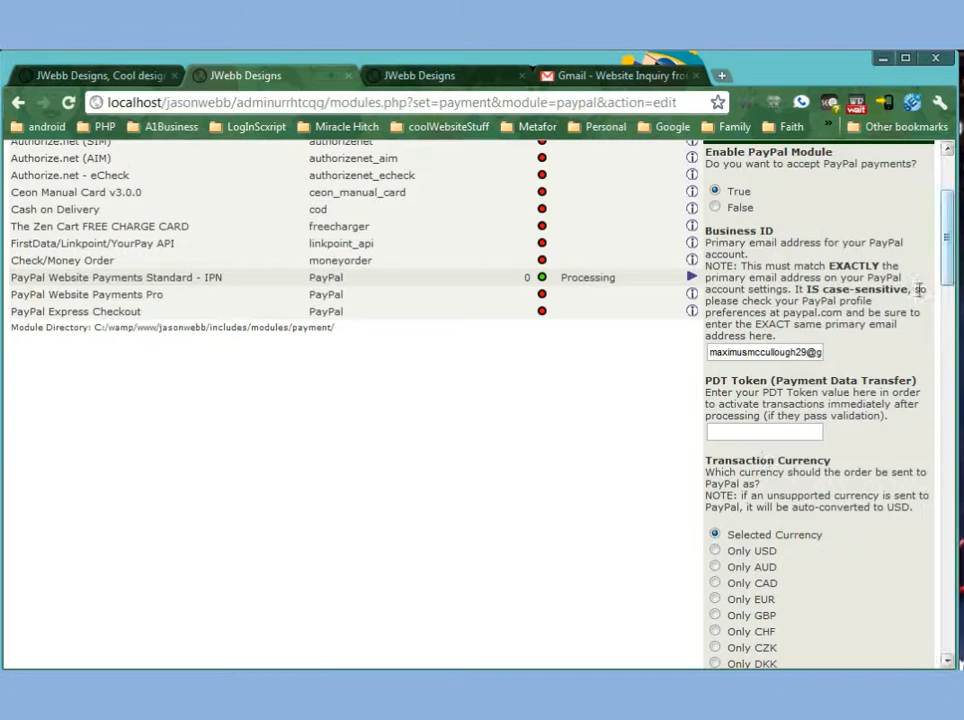 JWebb Designs, Cool desig
JWebb Designs
JWebb Designs
Gmail - Website Inquiry fro
localhost/jasonwebb/adminurrhtcqq/modules.php?set=payment&module=paypal&action=edit
android
PHP
A1Business
LogInScxript
Miracle Hitch
coolWebsiteStuff
Metafor
Personal
Google
Family
Faith
»
Other bookmarks
Authorize.net (SIM) authorizenet
Authorize.net (AIM) authorizenet_aim
Authorize.net - eCheck authorizenet_echeck
Ceon Manual Card v3.0.0 ceon_manual_card
Cash on Delivery cod
The Zen Cart FREE CHARGE CARD freecharger
FirstData/Linkpoint/YourPay API linkpoint_api
Check/Money Order moneyorder
PayPal Website Payments Standard - IPN PayPal 0 Processing
PayPal Website Payments Pro PayPal
PayPal Express Checkout PayPal
Module Directory: C:/wamp/www/jasonwebb/includes/modules/payment/
Enable PayPal Module
Do you want to accept PayPal payments?
True
False
Business ID
Primary email address for your PayPal
account.
NOTE: This must match EXACTLY the
primary email address on your PayPal
account settings. It IS case-sensitive, so
please check your PayPal profile
preferences at paypal.com and be sure to
enter the EXACT same primary email
address here.
maximusmccullough29@g
PDT Token (Payment Data Transfer)
Enter your PDT Token value here in order
to activate transactions immediately after
processing (if they pass validation).
Transaction Currency
Which currency should the order be sent to
PayPal as?
NOTE: if an unsupported currency is sent to
PayPal, it will be auto-converted to USD.
Selected Currency
Only USD
Only AUD
Only CAD
Only EUR
Only GBP
Only CHF
Only CZK
Only DKK